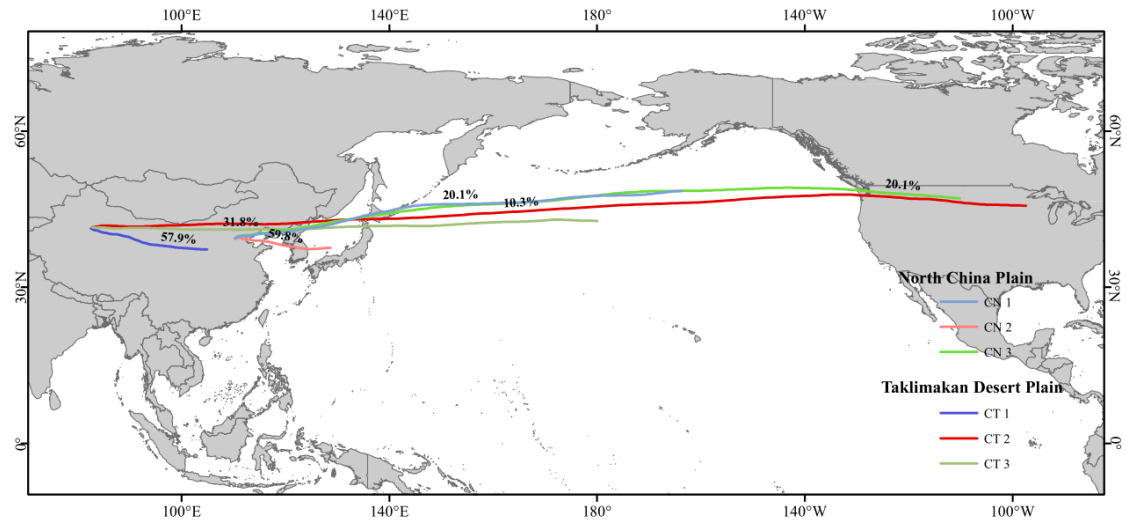 100°E 140°E 180° 140°W 100°W
60°N 60°N
20.1%
20.1%
10.3%
31.8%
59.8%
57.9%
30°N 30°N
North China Plain
CN 1
CN 2
CN 3
Taklimakan Desert Plain
CT 1
CT 2
CT 3
0° 0°
100°E 140°E 180° 140°W 100°W